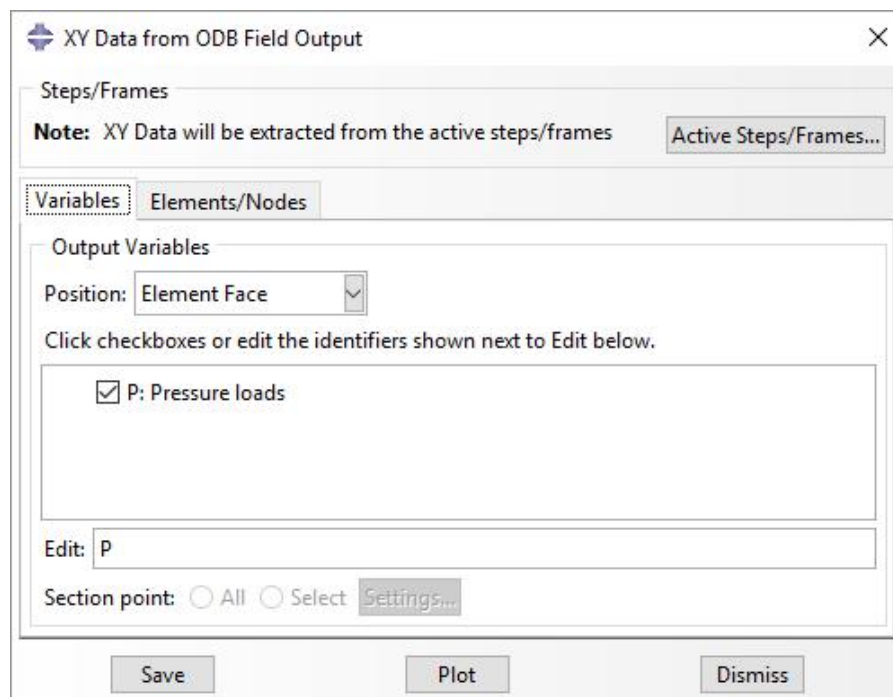 XY Data from ODB Field Output
Steps/Frames
Note: XY Data will be extracted from the active steps/frames
Active Steps/Frames...
Variables
Elements/Nodes
Output Variables
Position: Element Face
Click checkboxes or edit the identifiers shown next to Edit below.
P: Pressure loads
Edit: P
Section point: All Select Settings...
Save Plot Dismiss